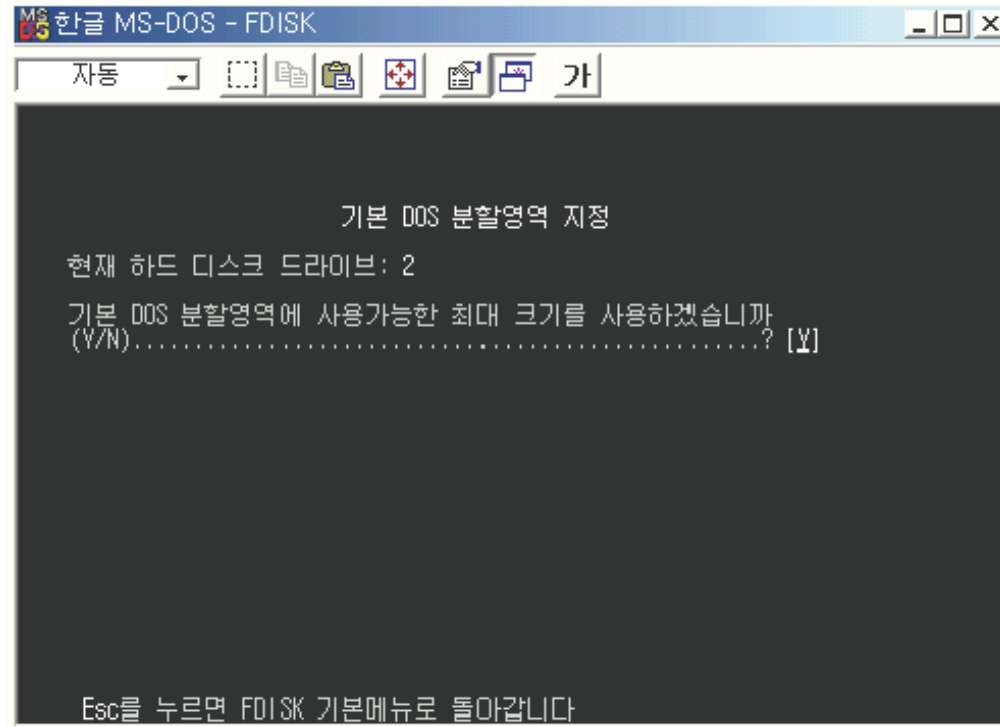 한글 MS-DOS - FDISK
자동
가
기본 DOS 분할영역 지정
현재 하드 디스크 드라이브: 2
기본 DOS 분할영역에 사용가능한 최대 크기를 사용하겠습니까
(Y/N)...............................................? [Y]
Esc를 누르면 FDISK 기본메뉴로 돌아갑니다